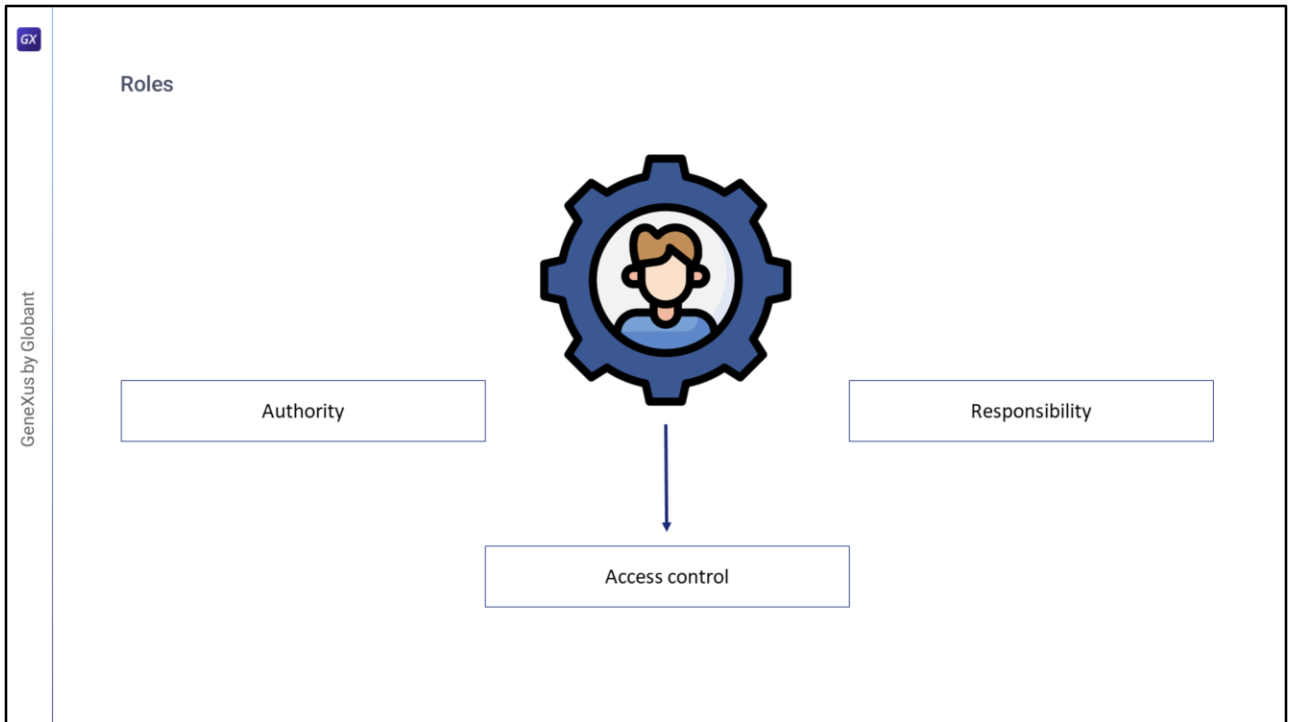 GX
Roles
Authority
Responsibility
Access control
GeneXus by Globant